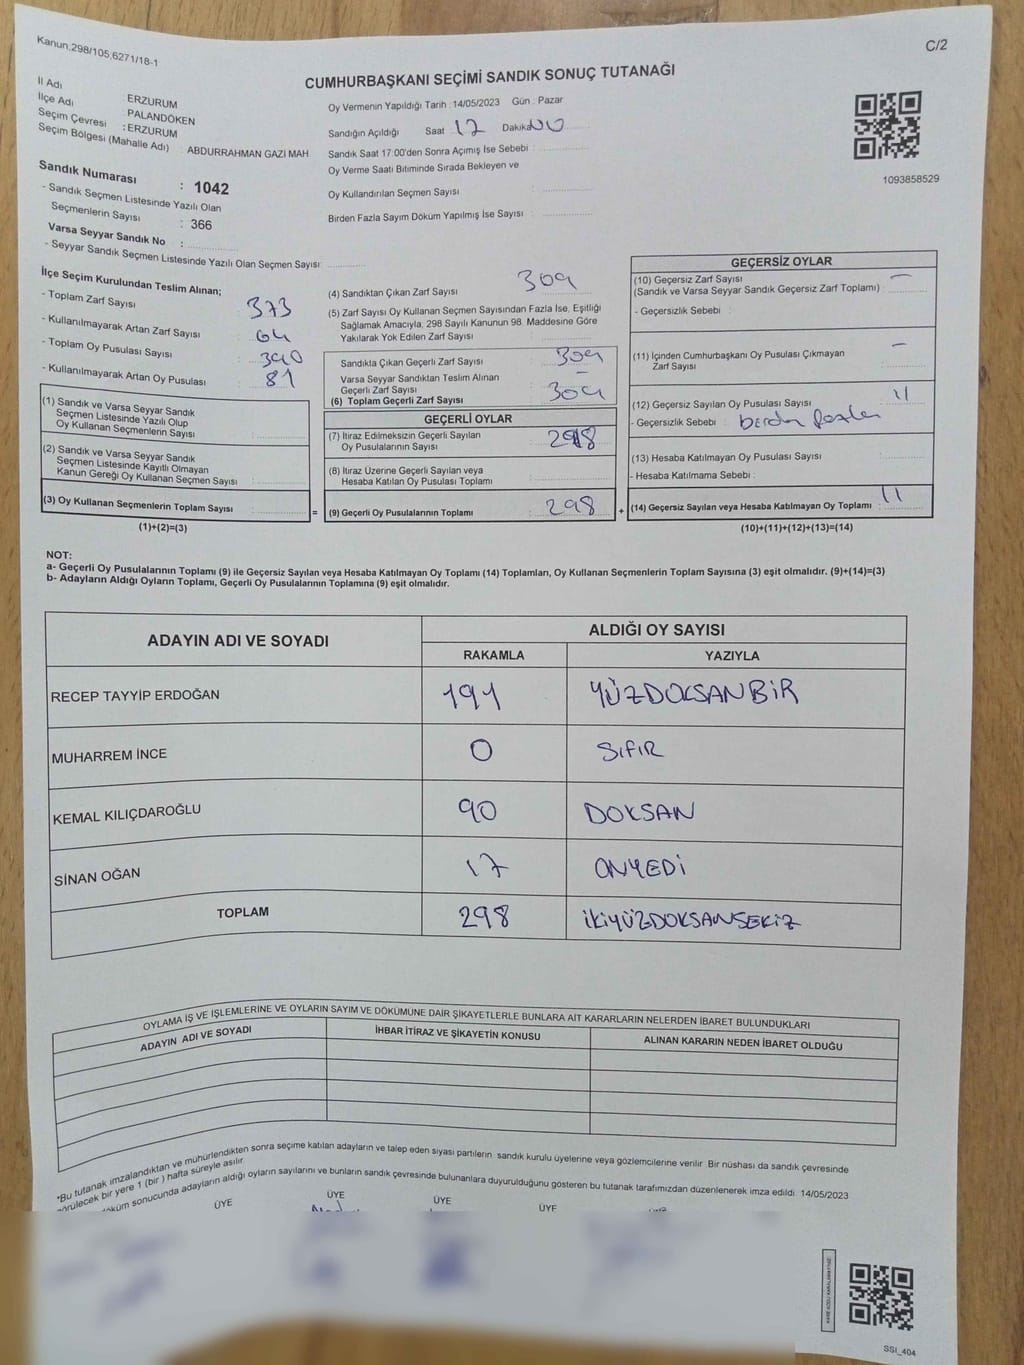 Kanun,298/105,6271/18-1
C/2
CUMHURBAŞKANI SEÇİMİ SANDIK SONUÇ TUTANAĞI
İl Adı : ERZURUM
İlçe Adı : PALANDÖKEN
Seçim Çevresi : ERZURUM
Seçim Bölgesi (Mahalle Adı) : ABDURRAHMAN GAZİ MAH
Sandık Numarası : 1042
- Sandık Seçmen Listesinde Yazılı Olan
Seçmenlerin Sayısı : 366
Varsa Seyyar Sandık No :
- Seyyar Sandık Seçmen Listesinde Yazılı Olan Seçmen Sayısı :
Oy Vermenin Yapıldığı Tarih : 14/05/2023 Gün : Pazar
Sandığın Açıldığı Saat : 17 Dakika: 00
Sandık Saat 17:00'den Sonra Açımış İse Sebebi :
Oy Verme Saati Bitiminde Sırada Bekleyen ve
Oy Kullandırılan Seçmen Sayısı :
Birden Fazla Sayım Döküm Yapılmış İse Sayısı :
1093858529
İlçe Seçim Kurulundan Teslim Alınan;
- Toplam Zarf Sayısı : 373
- Kullanılmayarak Artan Zarf Sayısı : 64
- Toplam Oy Pusulası Sayısı : 390
- Kullanılmayarak Artan Oy Pusulası : 81
(1) Sandık ve Varsa Seyyar Sandık
Seçmen Listesinde Yazılı Olup
Oy Kullanan Seçmenlerin Sayısı :
(2) Sandık ve Varsa Seyyar Sandık
Seçmen Listesinde Kayıtlı Olmayan
Kanun Gereği Oy Kullanan Seçmen Sayısı :
(3) Oy Kullanan Seçmenlerin Toplam Sayısı :
(1)+(2)=(3)
=
(4) Sandıktan Çıkan Zarf Sayısı : 309
(5) Zarf Sayısı Oy Kullanan Seçmen Sayısından Fazla İse, Eşitliği
Sağlamak Amacıyla, 298 Sayılı Kanunun 98. Maddesine Göre
Yakılarak Yok Edilen Zarf Sayısı :
Sandıkta Çıkan Geçerli Zarf Sayısı : 309
Varsa Seyyar Sandıktan Teslim Alınan
Geçerli Zarf Sayısı : -
(6) Toplam Geçerli Zarf Sayısı : 309
GEÇERLİ OYLAR
(7) İtiraz Edilmeksizin Geçerli Sayılan
Oy Pusulalarının Sayısı : 298
(8) İtiraz Üzerine Geçerli Sayılan veya
Hesaba Katılan Oy Pusulası Toplamı :
(9) Geçerli Oy Pusulalarının Toplamı : 298
+
GEÇERSİZ OYLAR
(10) Geçersiz Zarf Sayısı
(Sandık ve Varsa Seyyar Sandık Geçersiz Zarf Toplamı) : -
- Geçersizlik Sebebi :
(11) İçinden Cumhurbaşkanı Oy Pusulası Çıkmayan
Zarf Sayısı : -
(12) Geçersiz Sayılan Oy Pusulası Sayısı : 11
- Geçersizlik Sebebi :
(13) Hesaba Katılmayan Oy Pusulası Sayısı :
- Hesaba Katılmama Sebebi :
(14) Geçersiz Sayılan veya Hesaba Katılmayan Oy Toplamı : 11
(10)+(11)+(12)+(13)=(14)
NOT:
a- Geçerli Oy Pusulalarının Toplamı (9) ile Geçersiz Sayılan veya Hesaba Katılmayan Oy Toplamı (14) Toplamları, Oy Kullanan Seçmenlerin Toplam Sayısına (3) eşit olmalıdır. (9)+(14)=(3)
b- Adayların Aldığı Oyların Toplamı, Geçerli Oy Pusulalarının Toplamına (9) eşit olmalıdır.
ADAYIN ADI VE SOYADI
ALDIĞI OY SAYISI
RAKAMLA YAZIYLA
RECEP TAYYİP ERDOĞAN 191 YÜZDOKSANBİR
MUHARREM İNCE 0 SIFIR
KEMAL KILIÇDAROĞLU 90 DOKSAN
SİNAN OĞAN 17 ONYEDİ
TOPLAM 298 İKİYÜZDOKSANSEKİZ
OYLAMA İŞ VE İŞLEMLERİNE VE OYLARIN SAYIM VE DÖKÜMÜNE DAİR ŞİKAYETLERLE BUNLARA AİT KARARLARIN NELERDEN İBARET BULUNDUKLARI
ADAYIN ADI VE SOYADI İHBAR İTİRAZ VE ŞİKAYETİN KONUSU ALINAN KARARIN NEDEN İBARET OLDUĞU
*Bu tutanak imzalandıktan ve mühürlendikten sonra seçime katılan adayların ve talep eden siyasi partilerin sandık kurulu üyelerine veya gözlemcilerine verilir. Bir nüshası da sandık çevresinde
görülecek bir yere 1 (bir ) hafta süreyle asılır.
döküm sonucunda adayların aldığı oyların sayılarını ve bunların sandık çevresinde bulunanlara duyurulduğunu gösteren bu tutanak tarafımızdan düzenlenerek imza edildi. 14/05/2023
ÜYE ÜYE ÜYE ÜYE
SSI_404